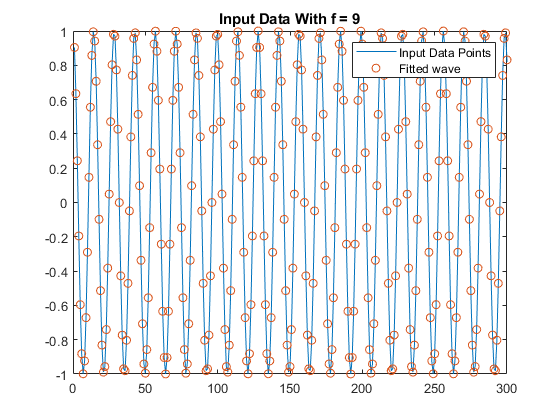 Input Data With f = 9
Input Data Points
Fitted wave
1
0.8
0.6
0.4
0.2
0
-0.2
-0.4
-0.6
-0.8
-1
0 50 100 150 200 250 300